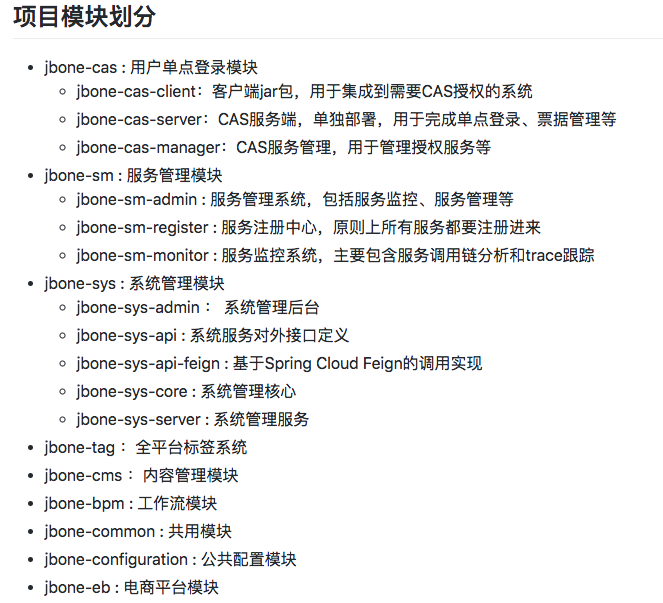 项目模块划分
jbone-cas : 用户单点登录模块
jbone-cas-client：客户端jar包，用于集成到需要CAS授权的系统
jbone-cas-server：CAS服务端，单独部署，用于完成单点登录、票据管理等
jbone-cas-manager：CAS服务管理，用于管理授权服务等
jbone-sm : 服务管理模块
jbone-sm-admin : 服务管理系统，包括服务监控、服务管理等
jbone-sm-register : 服务注册中心，原则上所有服务都要注册进来
jbone-sm-monitor : 服务监控系统，主要包含服务调用链分析和trace跟踪
jbone-sys : 系统管理模块
jbone-sys-admin ： 系统管理后台
jbone-sys-api : 系统服务对外接口定义
jbone-sys-api-feign : 基于Spring Cloud Feign的调用实现
jbone-sys-core : 系统管理核心
jbone-sys-server : 系统管理服务
jbone-tag ： 全平台标签系统
jbone-cms ： 内容管理模块
jbone-bpm : 工作流模块
jbone-common : 共用模块
jbone-configuration : 公共配置模块
jbone-eb : 电商平台模块